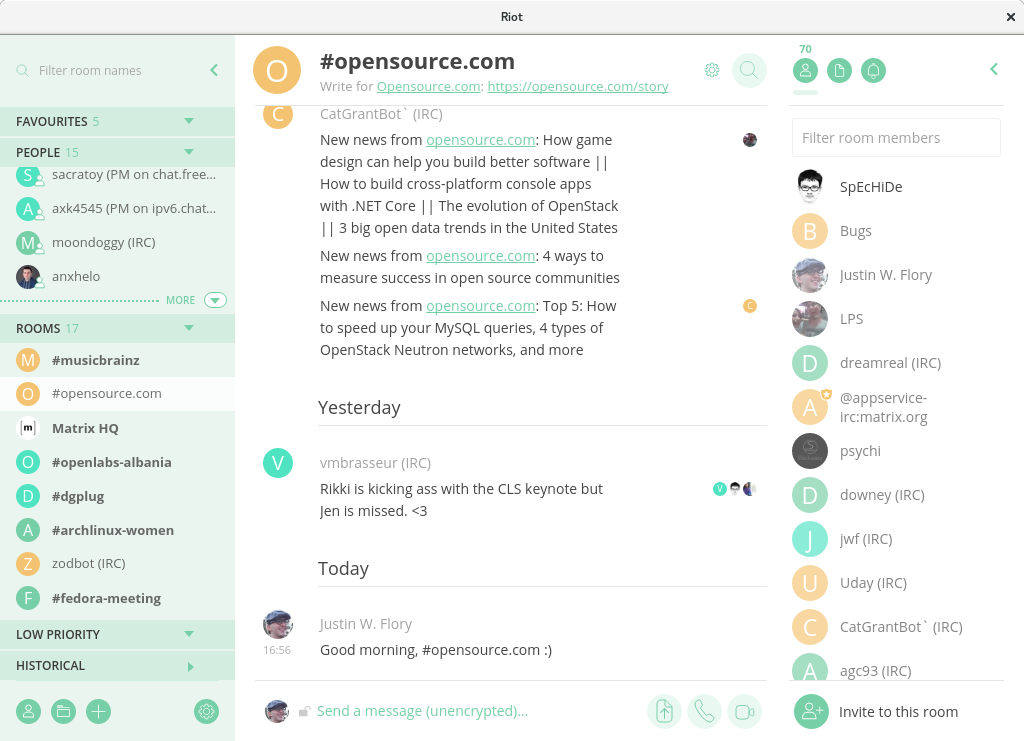 Riot
Filter room names
FAVOURITES 5
PEOPLE 15
S sacratoy (PM on chat.free...
A axk4545 (PM on ipv6.chat...
M moondoggy (IRC)
anxhelo
MORE
ROOMS 17
M #musicbrainz
O #opensource.com
[m] Matrix HQ
O #openlabs-albania
D #dgplug
A #archlinux-women
Z zodbot (IRC)
F #fedora-meeting
LOW PRIORITY
HISTORICAL
O #opensource.com
Write for Opensource.com: https://opensource.com/story
C CatGrantBot` (IRC)
New news from opensource.com: How game
design can help you build better software ||
How to build cross-platform console apps
with .NET Core || The evolution of OpenStack
|| 3 big open data trends in the United States
New news from opensource.com: 4 ways to
measure success in open source communities
New news from opensource.com: Top 5: How
C
to speed up your MySQL queries, 4 types of
OpenStack Neutron networks, and more
Yesterday
V vmbrasseur (IRC)
Rikki is kicking ass with the CLS keynote but
V
Jen is missed. <3
Today
Justin W. Flory
16:56 Good morning, #opensource.com :)
Send a message (unencrypted)...
70
Filter room members
SpEcHiDe
B Bugs
Justin W. Flory
LPS
D dreamreal (IRC)
A @appservice-
irc:matrix.org
psychi
D downey (IRC)
J jwf (IRC)
U Uday (IRC)
C CatGrantBot` (IRC)
A agc93 (IRC)
Invite to this room